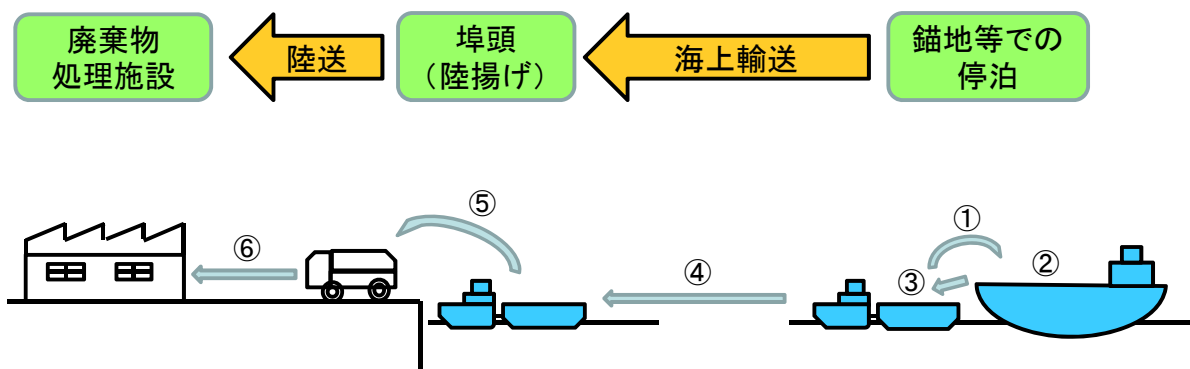 廃棄物
処理施設
陸送
埠頭
（陸揚げ）
海上輸送
錨地等での
停泊
①
②
③
④
⑤
⑥